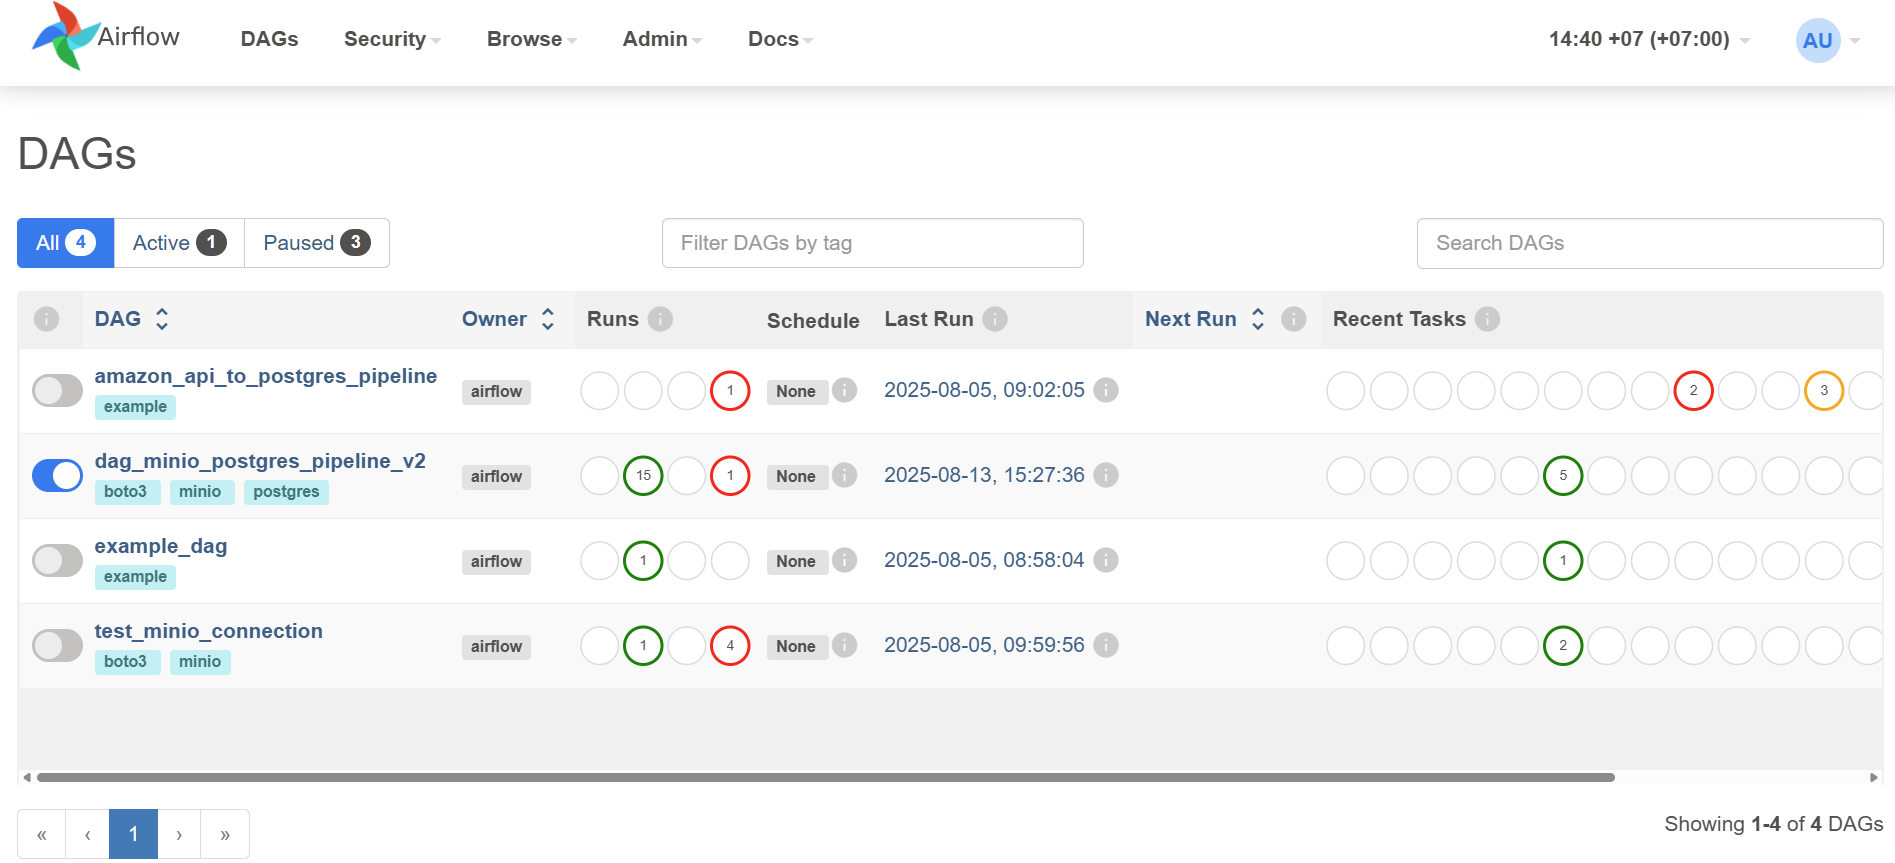 Airflow DAGs Security Browse Admin Docs 14:40 +07 (+07:00) AU
DAGs
All 4 Active 1 Paused 3 Filter DAGs by tag Search DAGs
i DAG Owner Runs i Schedule Last Run i Next Run i Recent Tasks i
amazon_api_to_postgres_pipeline
example
airflow 1 None i 2025-08-05, 09:02:05 i 2 3
dag_minio_postgres_pipeline_v2
boto3 minio postgres
airflow 15 1 None i 2025-08-13, 15:27:36 i 5
example_dag
example
airflow 1 None i 2025-08-05, 08:58:04 i 1
test_minio_connection
boto3 minio
airflow 1 4 None i 2025-08-05, 09:59:56 i 2
« ‹ 1 › » Showing 1-4 of 4 DAGs